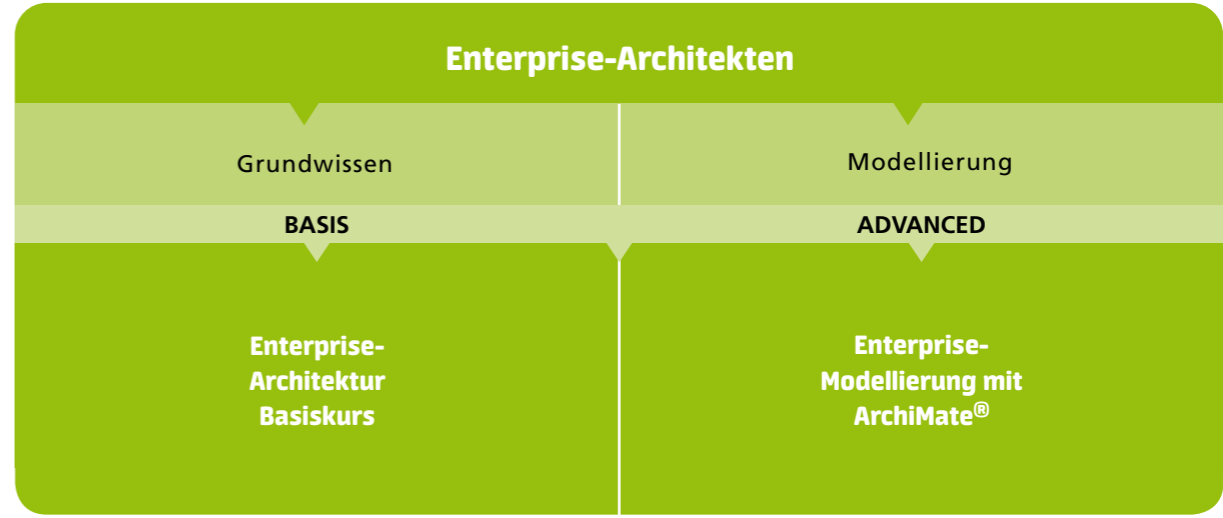 Enterprise-Architekten
Grundwissen
Modellierung
BASIS
ADVANCED
Enterprise-
Architektur
Basiskurs
Enterprise-
Modellierung mit
ArchiMate®